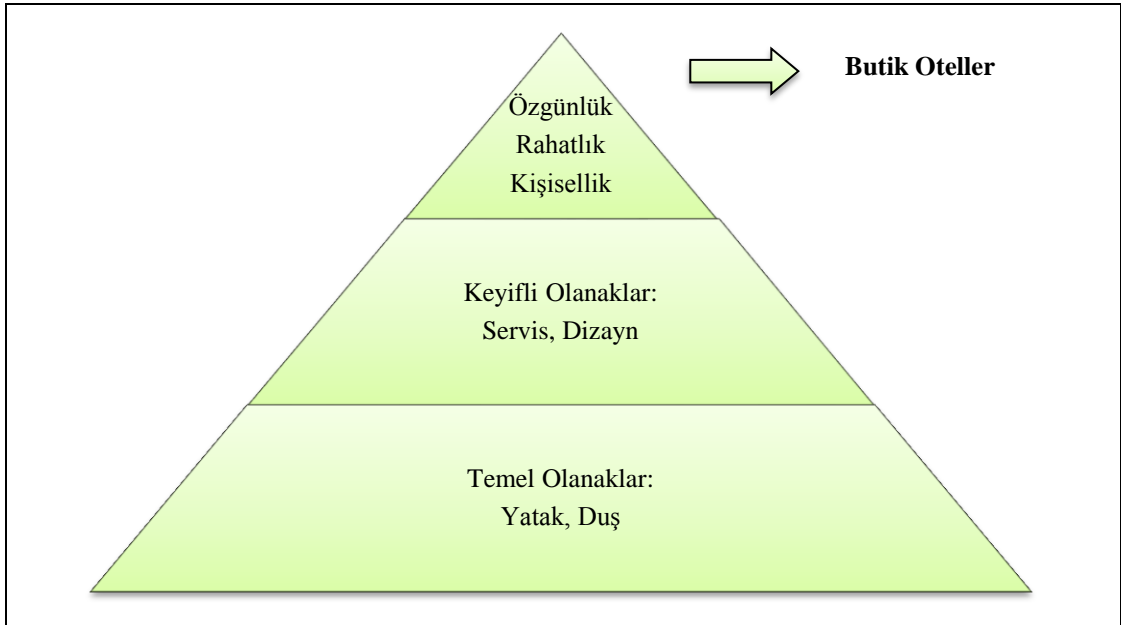 Butik Oteller
Özgünlük
Rahatlık
Kişisellik
Keyifli Olanaklar:
Servis, Dizayn
Temel Olanaklar:
Yatak, Duş